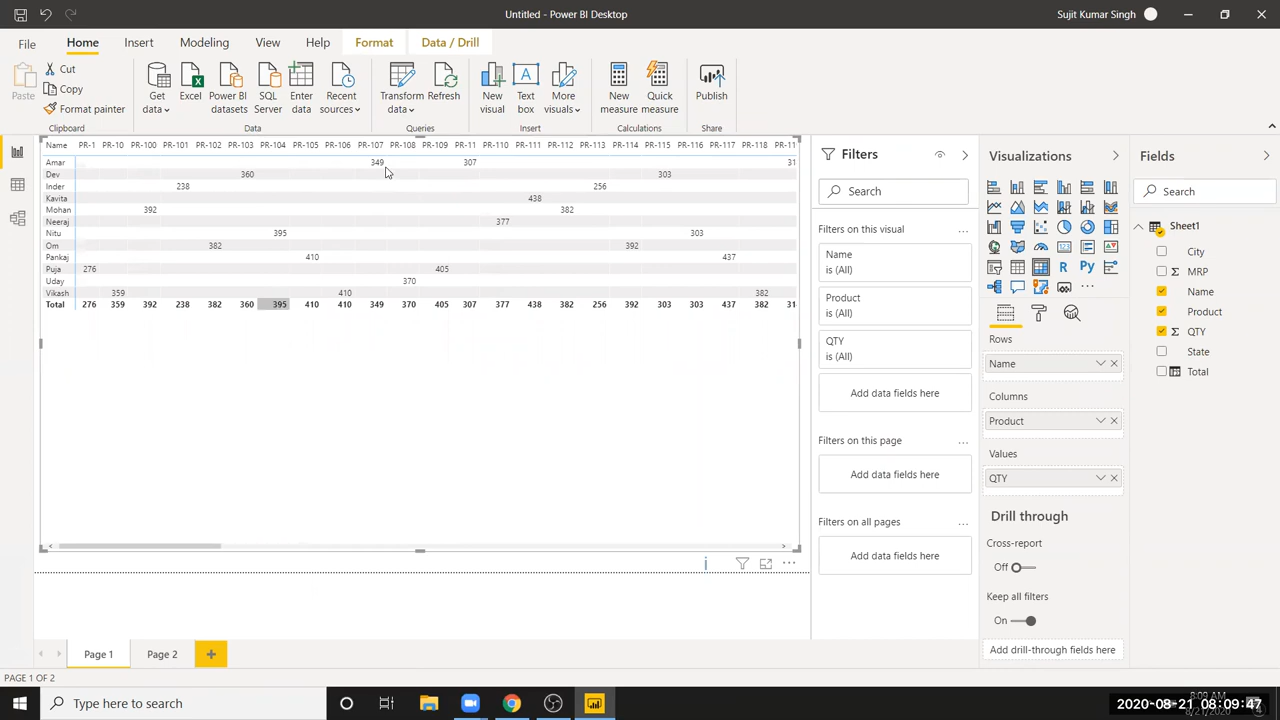 Untitled - Power BI Desktop
Sujit Kumar Singh
File Home Insert Modeling View Help Format Data / Drill
Paste
Cut
Copy
Format painter
Get data
Excel
Power BI datasets
SQL Server
Enter data
Recent sources
Transform data
Refresh
New visual
Text box
More visuals
New measure
Quick measure
Publish
Clipboard Data Queries Insert Calculations Share
Name PR-1 PR-10 PR-100 PR-101 PR-102 PR-103 PR-104 PR-105 PR-106 PR-107 PR-108 PR-109 PR-11 PR-110 PR-111 PR-112 PR-113 PR-114 PR-115 PR-116 PR-117 PR-118 PR-11
Amar 349 307 31
Dev 360 303
Inder 238 256
Kavita 438
Mohan 392 382
Neeraj 377
Nitu 395 303
Om 382 392
Pankaj 410 437
Puja 276 405
Uday 370
Vikash 359 410 382
Total 276 359 392 238 382 360 395 410 410 349 370 405 307 377 438 382 256 392 303 303 437 382 31
Filters
Search
Filters on this visual
Name
is (All)
Product
is (All)
QTY
is (All)
Add data fields here
Filters on this page
Add data fields here
Filters on all pages
Add data fields here
Visualizations
R Py
Rows
Name
Columns
Product
Values
QTY
Drill through
Cross-report
Off
Keep all filters
On
Add drill-through fields here
Fields
Search
Sheet1
City
Σ MRP
Name
Product
Σ QTY
State
Total
Page 1 Page 2
PAGE 1 OF 2
Type here to search
2020-08-21 08:09:47